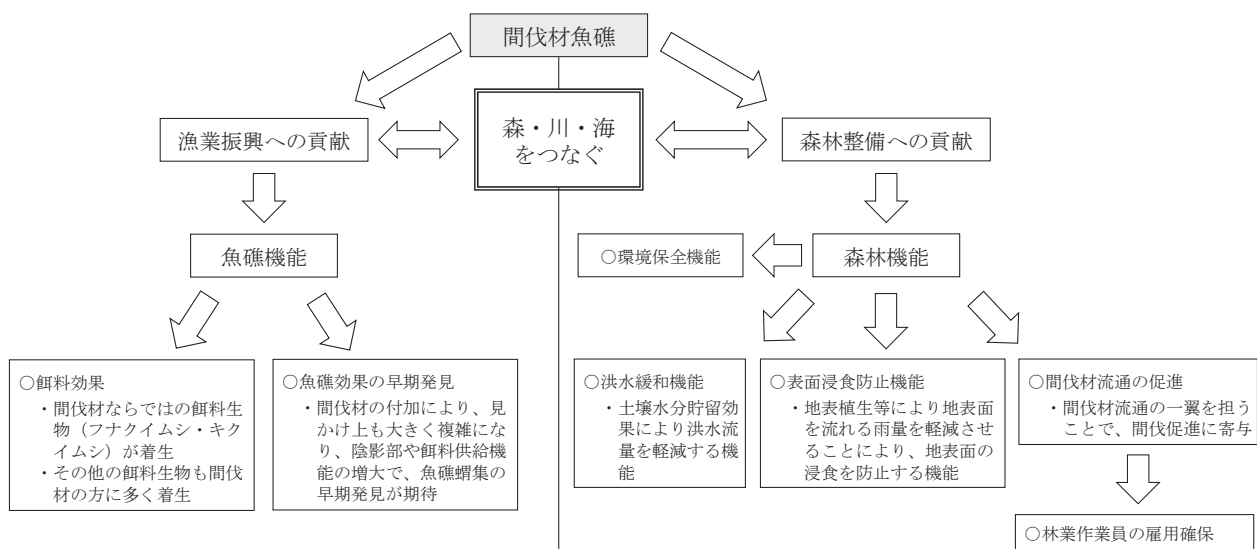 間伐材魚礁
森・川・海
をつなぐ
漁業振興への貢献
森林整備への貢献
魚礁機能
○環境保全機能
森林機能
○餌料効果
・間伐材ならではの餌料生
物（フナクイムシ・キク
イムシ）が着生
・その他の餌料生物も間伐
材の方に多く着生
○魚礁効果の早期発見
・間伐材の付加により、見
かけ上も大きく複雑にな
り、陰影部や餌料供給機
能の増大で、魚礁蝟集の
早期発見が期待
○洪水緩和機能
・土壌水分貯留効
果により洪水流
量を軽減する機
能
○表面浸食防止機能
・地表植生等により地表面
を流れる雨量を軽減させ
ることにより、地表面の
浸食を防止する機能
○間伐材流通の促進
・間伐材流通の一翼を担う
ことで、間伐促進に寄与
○林業作業員の雇用確保